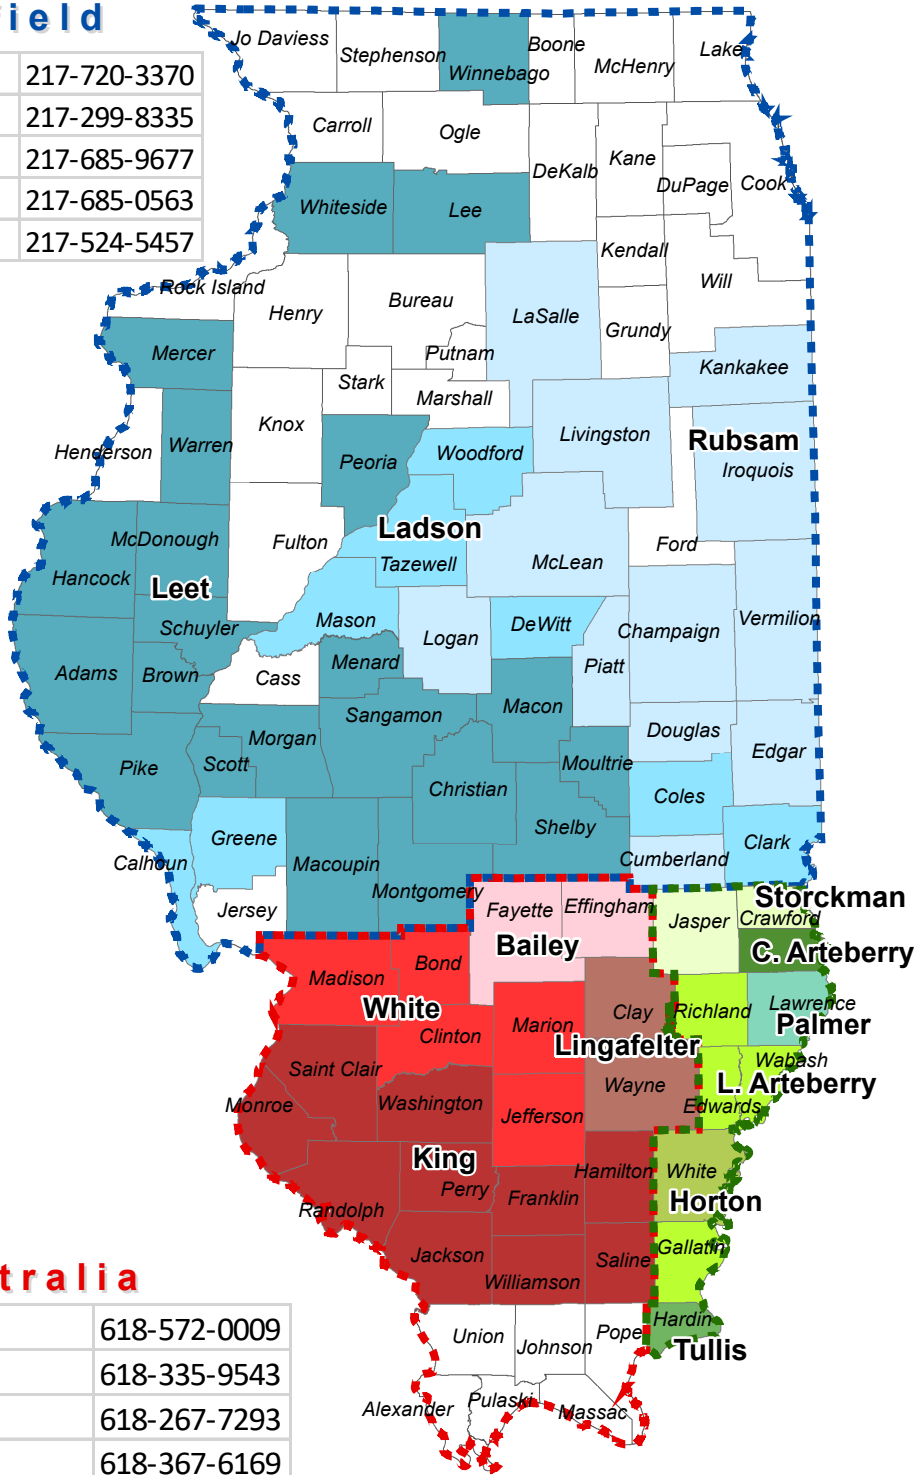 field
217-720-3370
217-299-8335
217-685-9677
217-685-0563
217-524-5457
Jo Daviess
Stephenson
Winnebago
Boone
McHenry
Lake
Carroll
Ogle
DeKalb
Kane
DuPage
Cook
Whiteside
Lee
Kendall
Will
Rock Island
Henry
Bureau
LaSalle
Grundy
Putnam
Mercer
Stark
Marshall
Kankakee
Henderson
Warren
Knox
Peoria
Woodford
Livingston
Rubsam
Iroquois
McDonough
Fulton
Ladson
Tazewell
McLean
Ford
Hancock
Leet
Schuyler
Mason
Logan
DeWitt
Champaign
Vermilion
Adams
Brown
Cass
Menard
Piatt
Sangamon
Macon
Morgan
Scott
Pike
Christian
Moultrie
Douglas
Edgar
Coles
Shelby
Greene
Calhoun
Macoupin
Montgomery
Cumberland
Clark
Jersey
Fayette
Effingham
Jasper
Storckman
Crawford
Bailey
C. Arteberry
Madison
Bond
White
Clinton
Marion
Clay
Richland
Lawrence
Palmer
Lingafelter
Saint Clair
Wabash
L. Arteberry
Monroe
Washington
Jefferson
Wayne
Edwards
King
Perry
Franklin
Hamilton
White
Horton
Randolph
Jackson
Williamson
Saline
Gallatin
Hardin
Tullis
Union
Johnson
Pope
Alexander
Pulaski
Massac
tralia
618-572-0009
618-335-9543
618-267-7293
618-367-6169